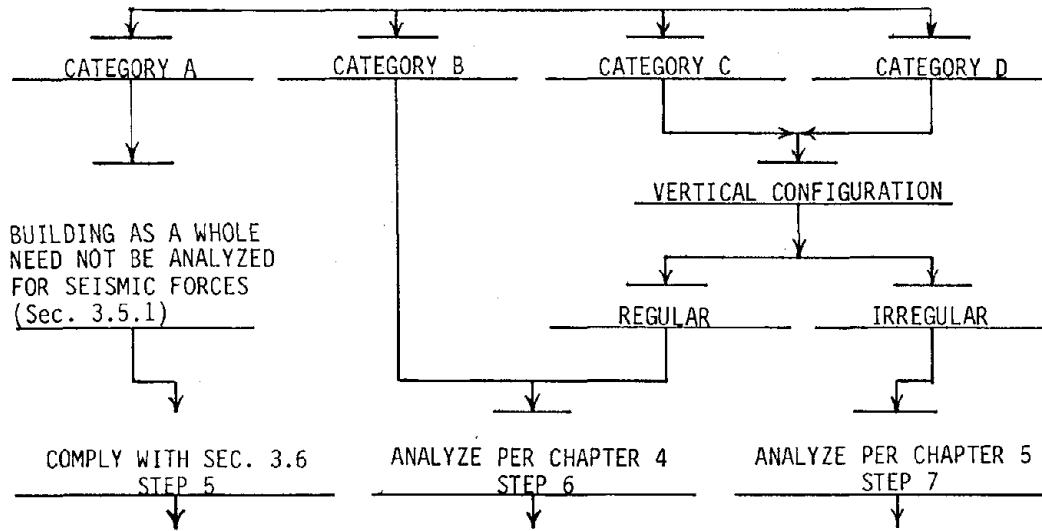 CATEGORY A
CATEGORY B
CATEGORY C
CATEGORY D
VERTICAL CONFIGURATION
BUILDING AS A WHOLE
NEED NOT BE ANALYZED
FOR SEISMIC FORCES
(Sec. 3.5.1)
REGULAR
IRREGULAR
COMPLY WITH SEC. 3.6
STEP 5
ANALYZE PER CHAPTER 4
STEP 6
ANALYZE PER CHAPTER 5
STEP 7